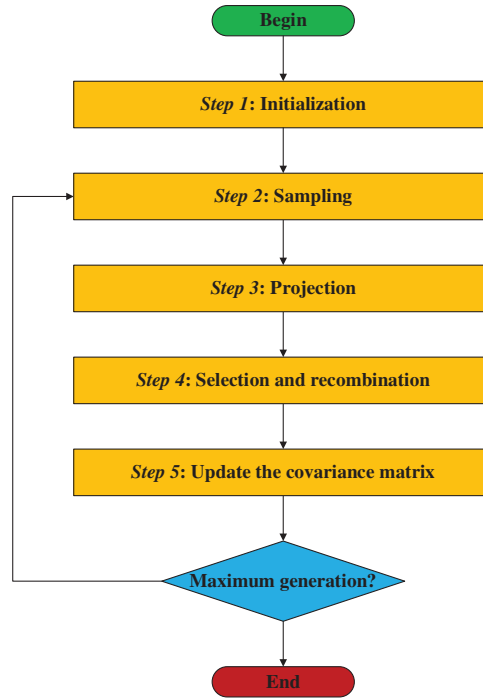 Begin
Step 1: Initialization
Step 2: Sampling
Step 3: Projection
Step 4: Selection and recombination
Step 5: Update the covariance matrix
Maximum generation?
End